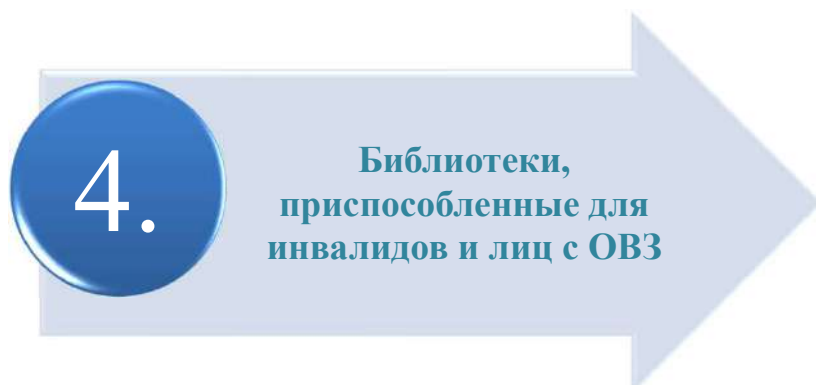 4.
Библиотеки,
приспособленные для
инвалидов и лиц с ОВЗ